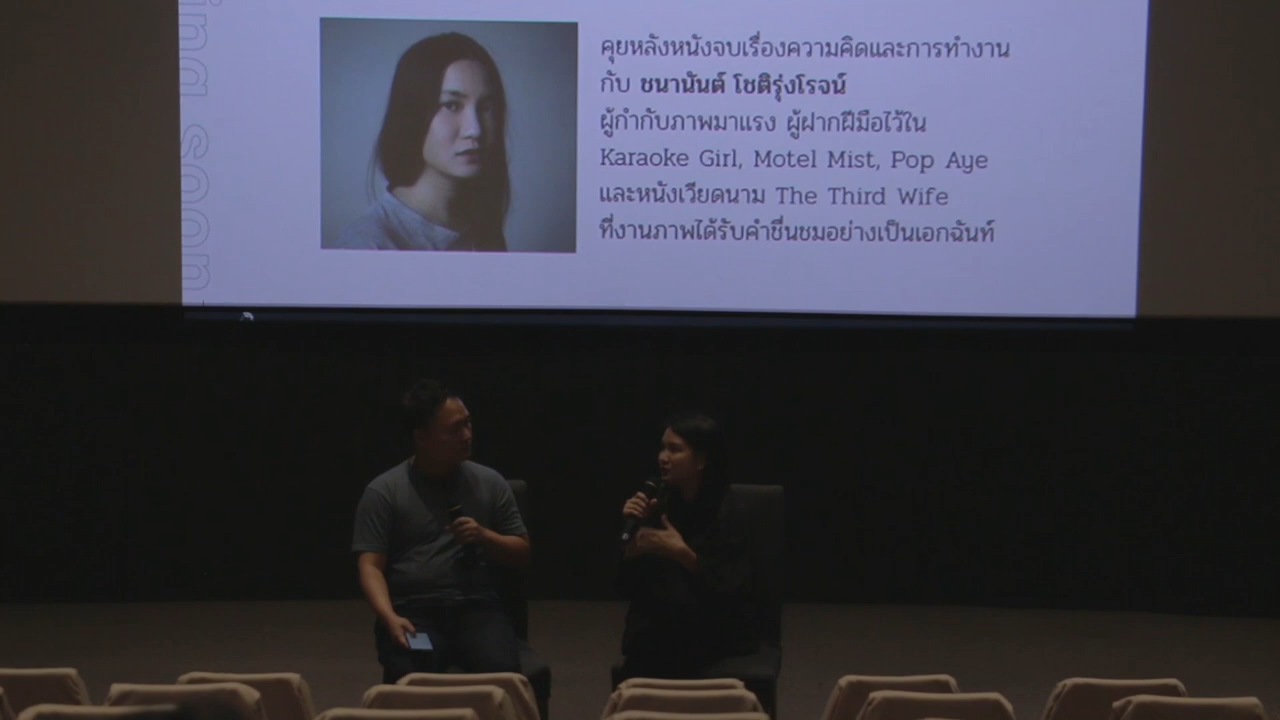 ing soon
คุยหลังหนังจบเรื่องความคิดและการทำงาน
กับ ชนานันต์ โชติรุ่งโรจน์
ผู้กำกับภาพมาแรง ผู้ฝากฝีมือไว้ใน
Karaoke Girl, Motel Mist, Pop Aye
และหนังเวียดนาม The Third Wife
ที่งานภาพได้รับคำชื่นชมอย่างเป็นเอกฉันท์